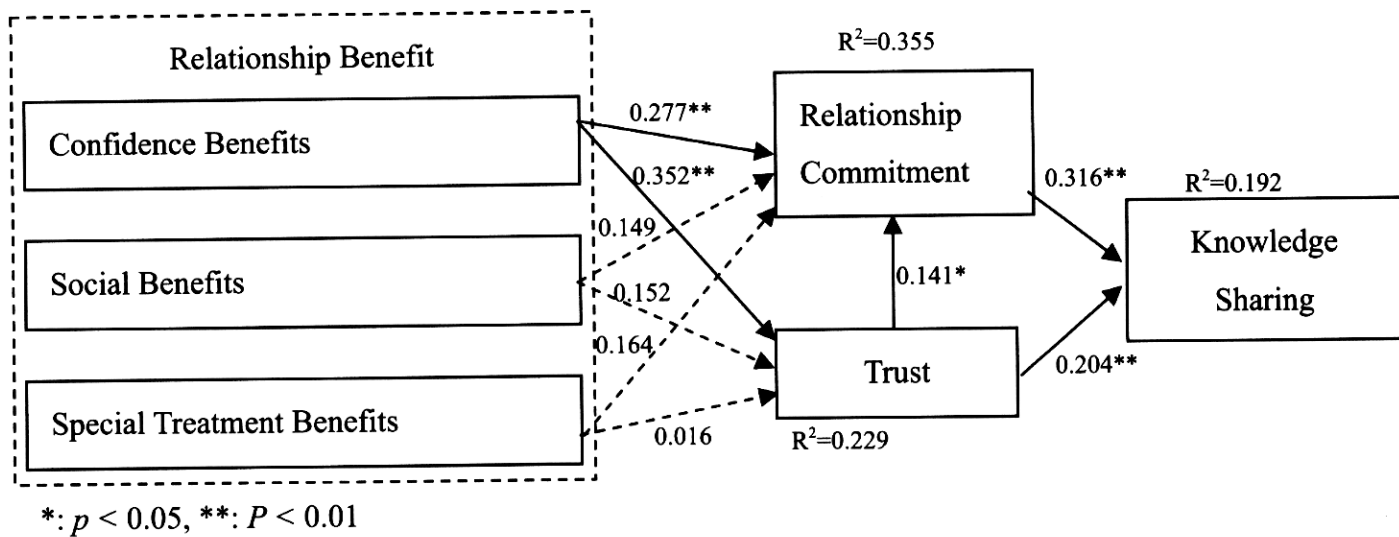 R²=0.355
Relationship Benefit
Confidence Benefits
0.277**
Relationship
Commitment
0.352**
0.316**
R²=0.192
0.149
Knowledge
Sharing
Social Benefits
0.152
0.141*
0.164
Trust
0.204**
Special Treatment Benefits
0.016
R²=0.229
*: p < 0.05, **: P < 0.01